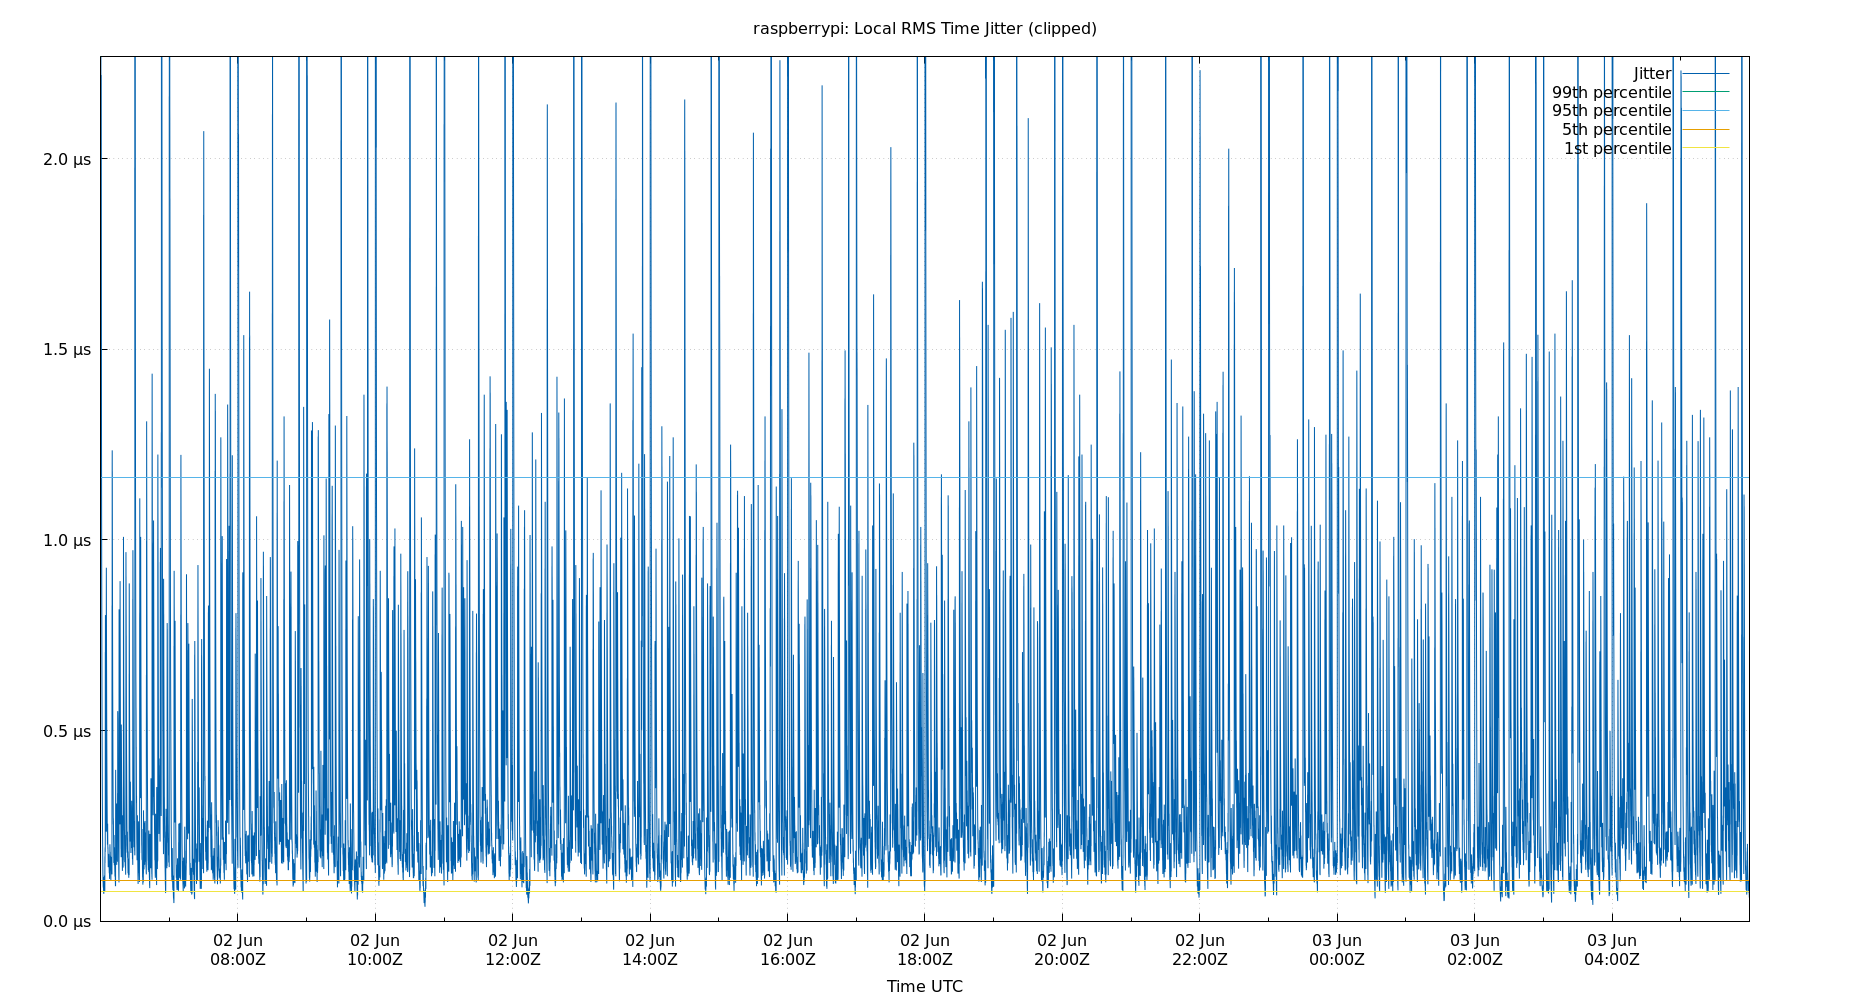 raspberrypi: Local RMS Time Jitter (clipped)
Jitter
99th percentile
95th percentile
5th percentile
1st percentile
2.0 µs
1.5 µs
1.0 µs
0.5 µs
0.0 µs
02 Jun 02 Jun 02 Jun 02 Jun 02 Jun 02 Jun 02 Jun 02 Jun 03 Jun 03 Jun 03 Jun
08:00Z 10:00Z 12:00Z 14:00Z 16:00Z 18:00Z 20:00Z 22:00Z 00:00Z 02:00Z 04:00Z
Time UTC